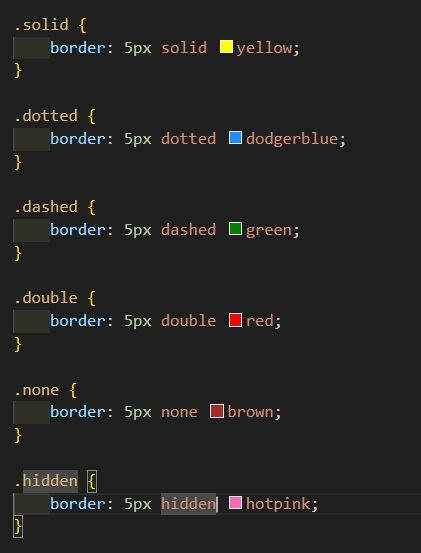 .solid {
    border: 5px solid yellow;
}

.dotted {
    border: 5px dotted dodgerblue;
}

.dashed {
    border: 5px dashed green;
}

.double {
    border: 5px double red;
}

.none {
    border: 5px none brown;
}

.hidden {
    border: 5px hidden hotpink;
}